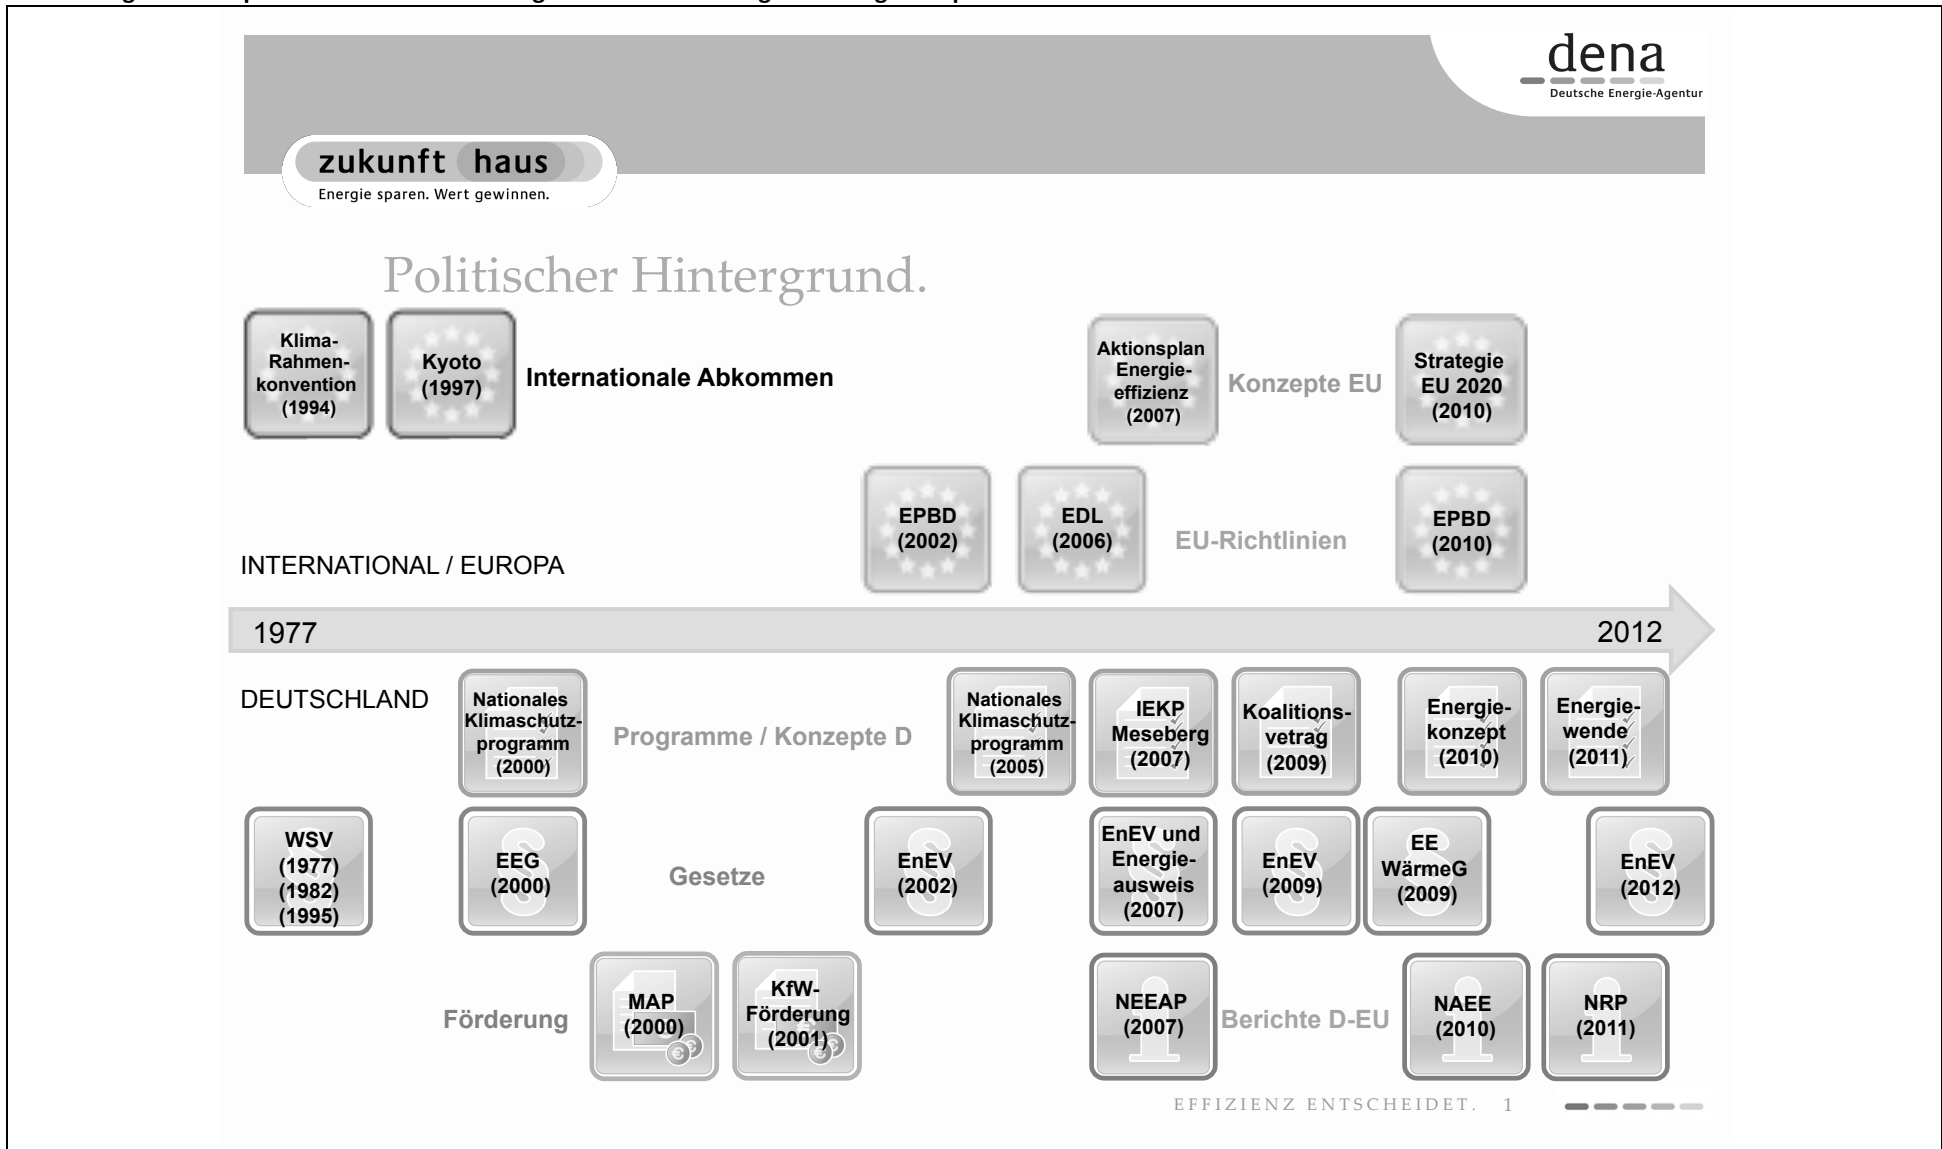 dena
Deutsche Energie-Agentur
zukunft haus
Energie sparen. Wert gewinnen.
Politischer Hintergrund.
Klima-
Rahmen-
konvention
(1994)
Kyoto
(1997)
Internationale Abkommen
Aktionsplan
Energie-
effizienz
(2007)
Konzepte EU
Strategie
EU 2020
(2010)
EPBD
(2002)
EDL
(2006)
EU-Richtlinien
EPBD
(2010)
INTERNATIONAL / EUROPA
1977
2012
DEUTSCHLAND
Nationales
Klimaschutz-
programm
(2000)
Programme / Konzepte D
Nationales
Klimaschutz-
programm
(2005)
IEKP
Meseberg
(2007)
Koalitions-
vetrag
(2009)
Energie-
konzept
(2010)
Energie-
wende
(2011)
WSV
(1977)
(1982)
(1995)
EEG
(2000)
Gesetze
EnEV
(2002)
EnEV und
Energie-
ausweis
(2007)
EnEV
(2009)
EE
WärmeG
(2009)
EnEV
(2012)
Förderung
MAP
(2000)
KfW-
Förderung
(2001)
NEEAP
(2007)
Berichte D-EU
NAEE
(2010)
NRP
(2011)
EFFIZIENZ ENTSCHEIDET. 1